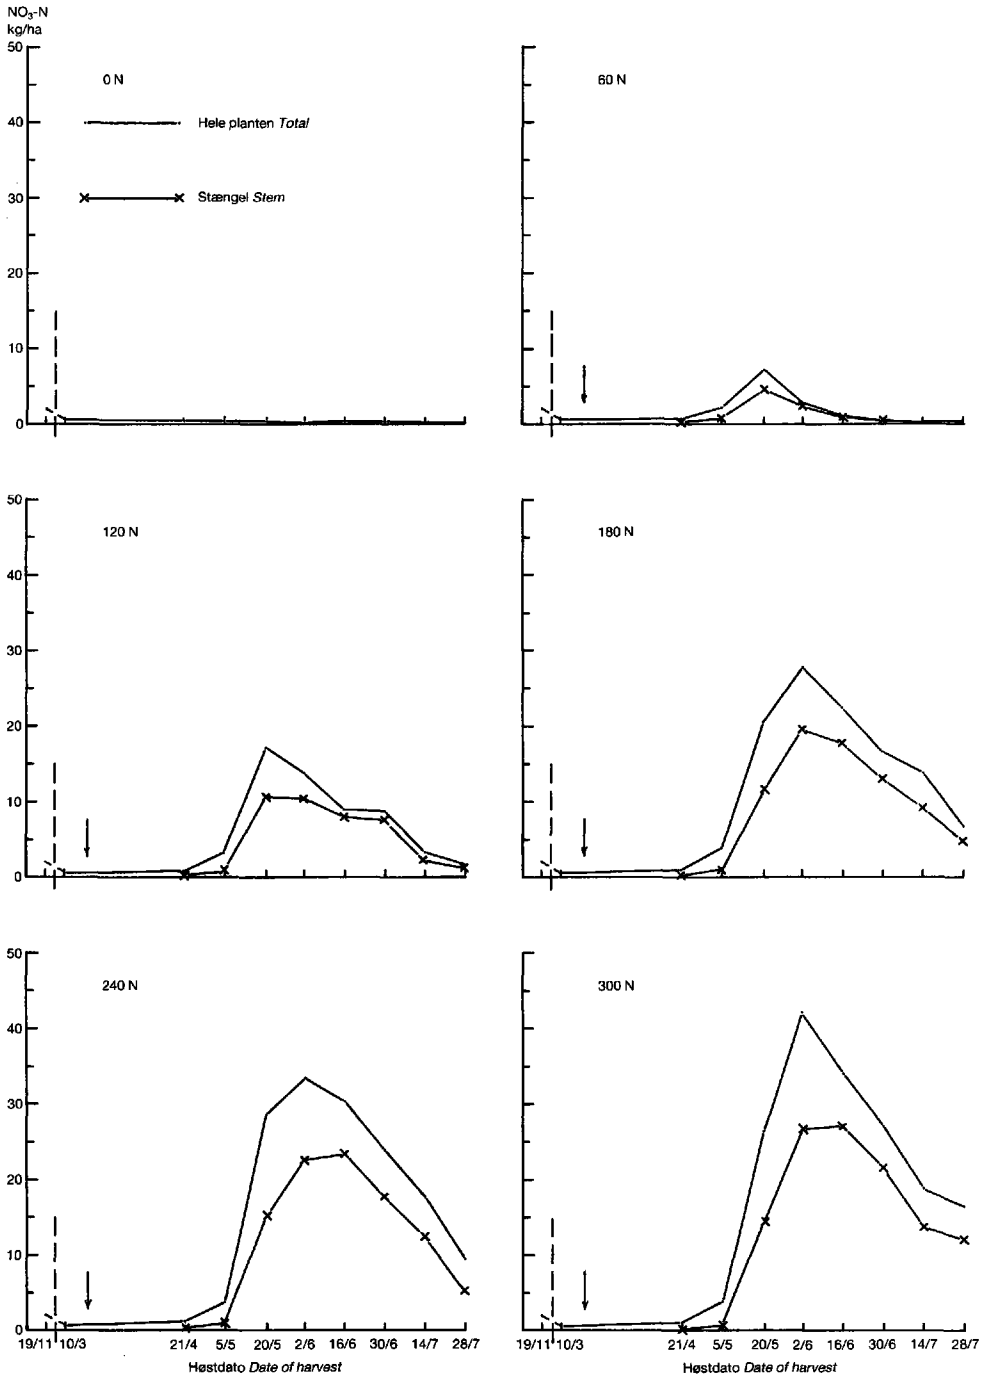 NO₃-N
kg/ha
50
40
30
20
10
0
0 N
Hele planten Total
Stængel Stem
60 N
50
40
30
20
10
0
120 N
180 N
50
40
30
20
10
0
240 N
300 N
19/11 10/3 21/4 5/5 20/5 2/6 16/6 30/6 14/7 28/7
Høstdato Date of harvest
19/11 10/3 21/4 5/5 20/5 2/6 16/6 30/6 14/7 28/7
Høstdato Date of harvest